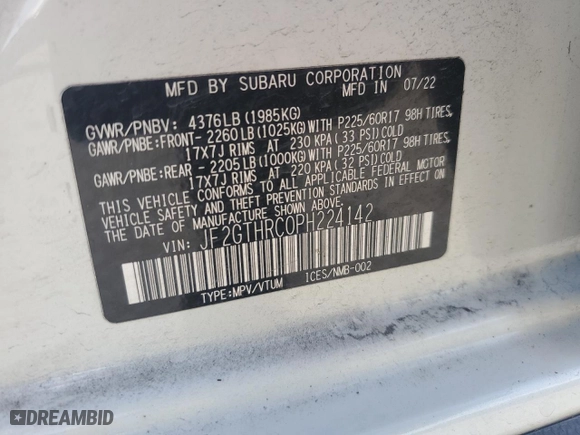 MFD BY SUBARU CORPORATION
MFD IN 07/22
GVWR/PNBV: 4376LB(1985KG)
GAWR/PNBE:FRONT-2260LB(1025KG)WITH P225/60R17 98H TIRES,
17X7J RIMS AT 230 KPA(33 PSI)COLD
GAWR/PNBE:REAR -2205LB(1000KG)WITH P225/60R17 98H TIRES,
17X7J RIMS AT 220 KPA(32 PSI)COLD
THIS VEHICLE CONFORMS TO ALL APPLICABLE FEDERAL MOTOR
VEHICLE SAFETY AND THEFT PREVENTION STANDARDS IN EFFECT ON
THE DATE OF MANUFACTURE SHOWN ABOVE.
VIN: JF2GTHRC0PH224142
TYPE:MPV/VTUM ICES/NMB-002
DREAMBID